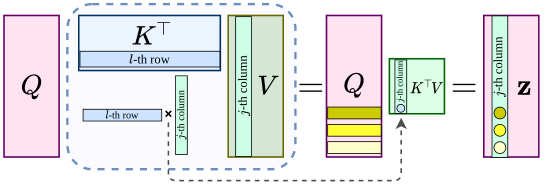 Q
K⊤
l-th row
l-th row
×
j-th column
j-th column
V
=
Q
j-th column
K⊤V
=
j-th column
z